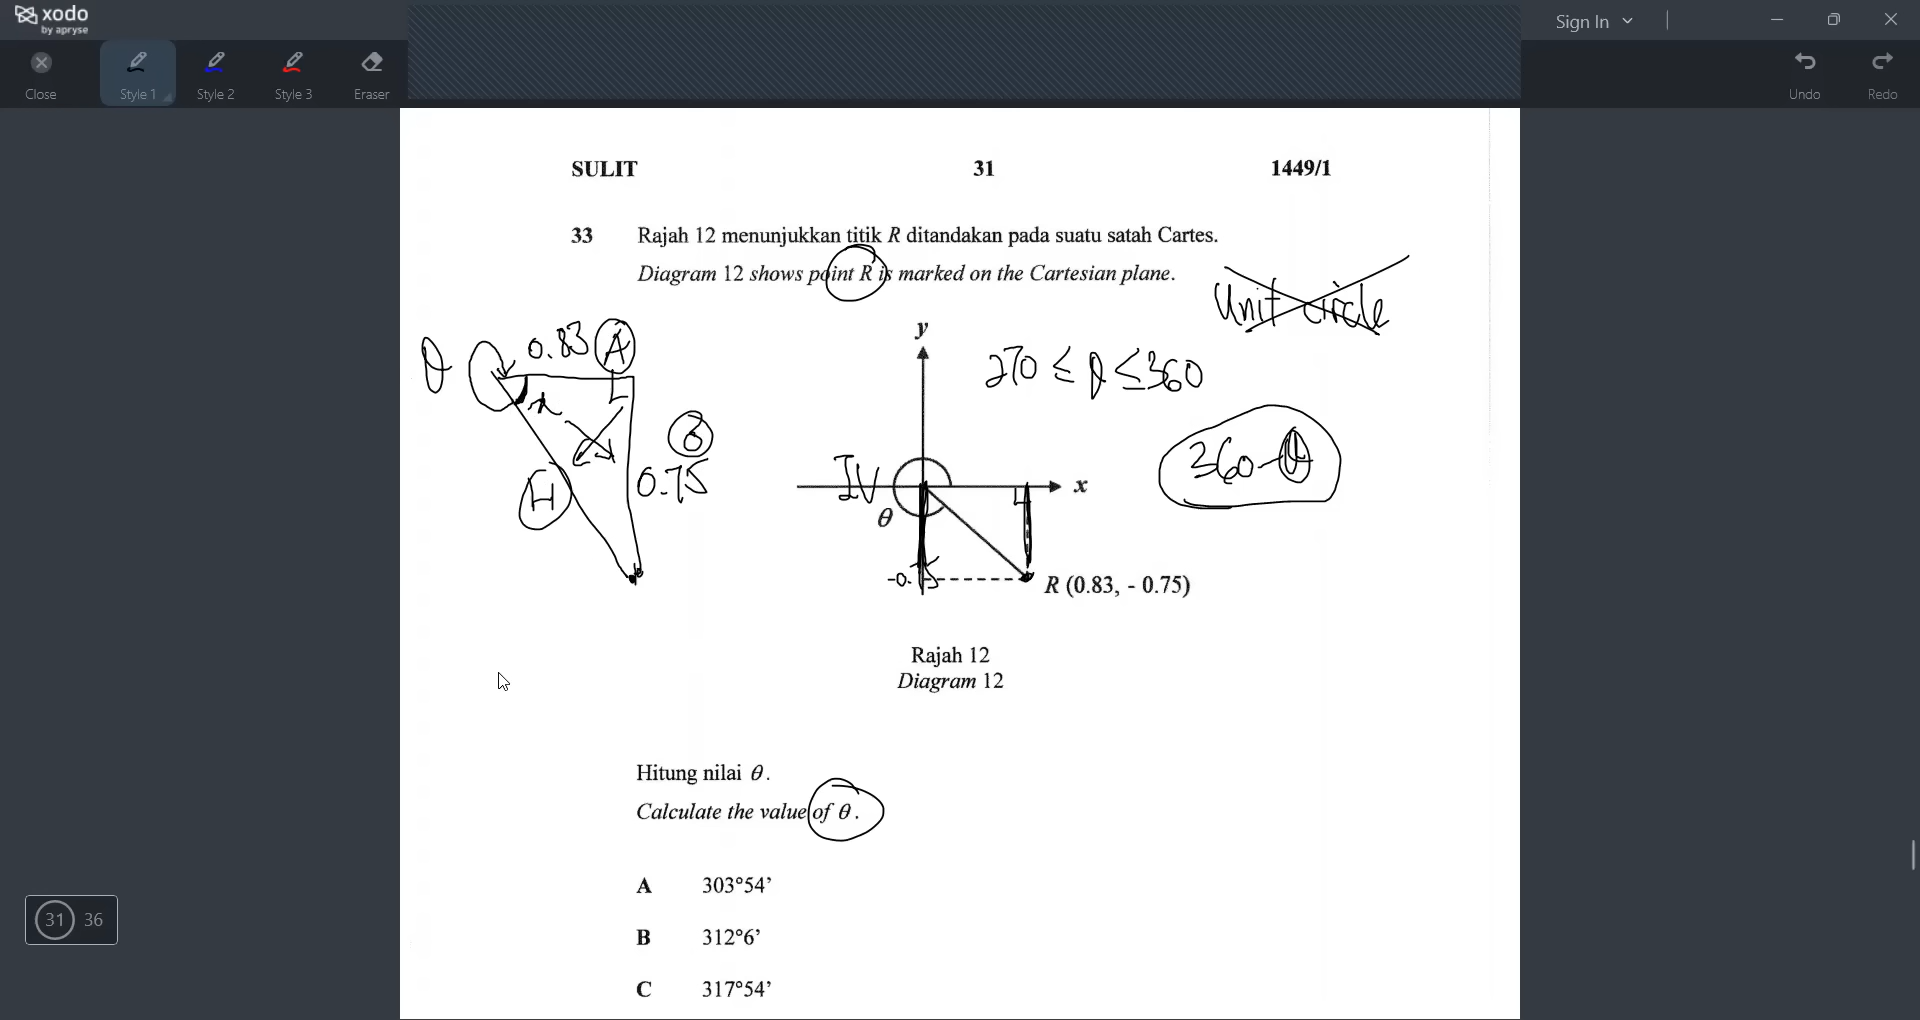 xodo
by apryse
Sign In
Close
Style 1
Style 2
Style 3
Eraser
Undo
Redo
SULIT 31 1449/1
33 Rajah 12 menunjukkan titik R ditandakan pada suatu satah Cartes.
Diagram 12 shows point R is marked on the Cartesian plane.
Unit circle
y
270 ≤ θ ≤ 360
θ 0.83 A
x
O
0.75
H
360-θ
IV
x
θ
-0.75
R (0.83, - 0.75)
Rajah 12
Diagram 12
Hitung nilai θ.
Calculate the value of θ.
A 303°54’
B 312°6’
C 317°54’
31 36